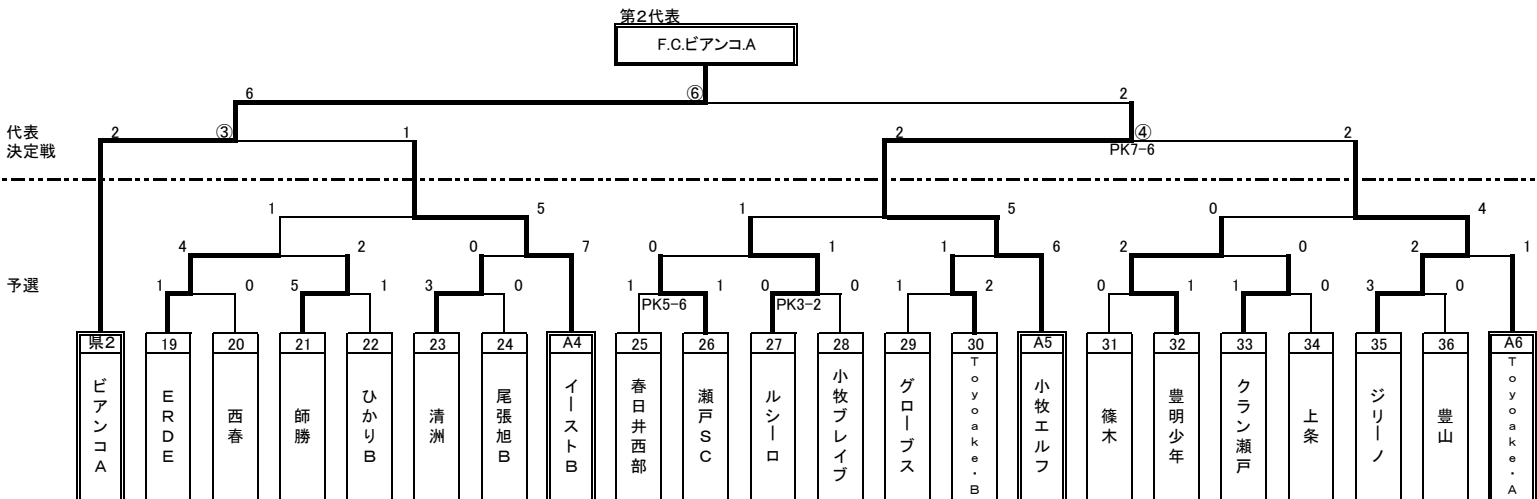 第2代表
F.C.ビアンコ.A
6 ⑥ 2
代表
決定戦
2 ③ 1 2 ④ 2
PK7-6
1 5 1 5 0 4
4 2 0 7 0 1 1 6 2 0 2 1
予選
1 0 5 1 3 0 1 PK5-6 1 0 PK3-2 0 1 2 0 1 1 0 3 0
県2 19 20 21 22 23 24 A4 25 26 27 28 29 30 A5 31 32 33 34 35 36 A6
ビアンコA
ERDE
西春
師勝
ひかりB
清洲
尾張旭B
イーストB
春日井西部
瀬戸SC
ルシーロ
小牧ブレイブ
グローブス
Toyoake・B
小牧エルフ
篠木
豊明少年
クラン瀬戸
上条
ジリーノ
豊山
Toyoake・A